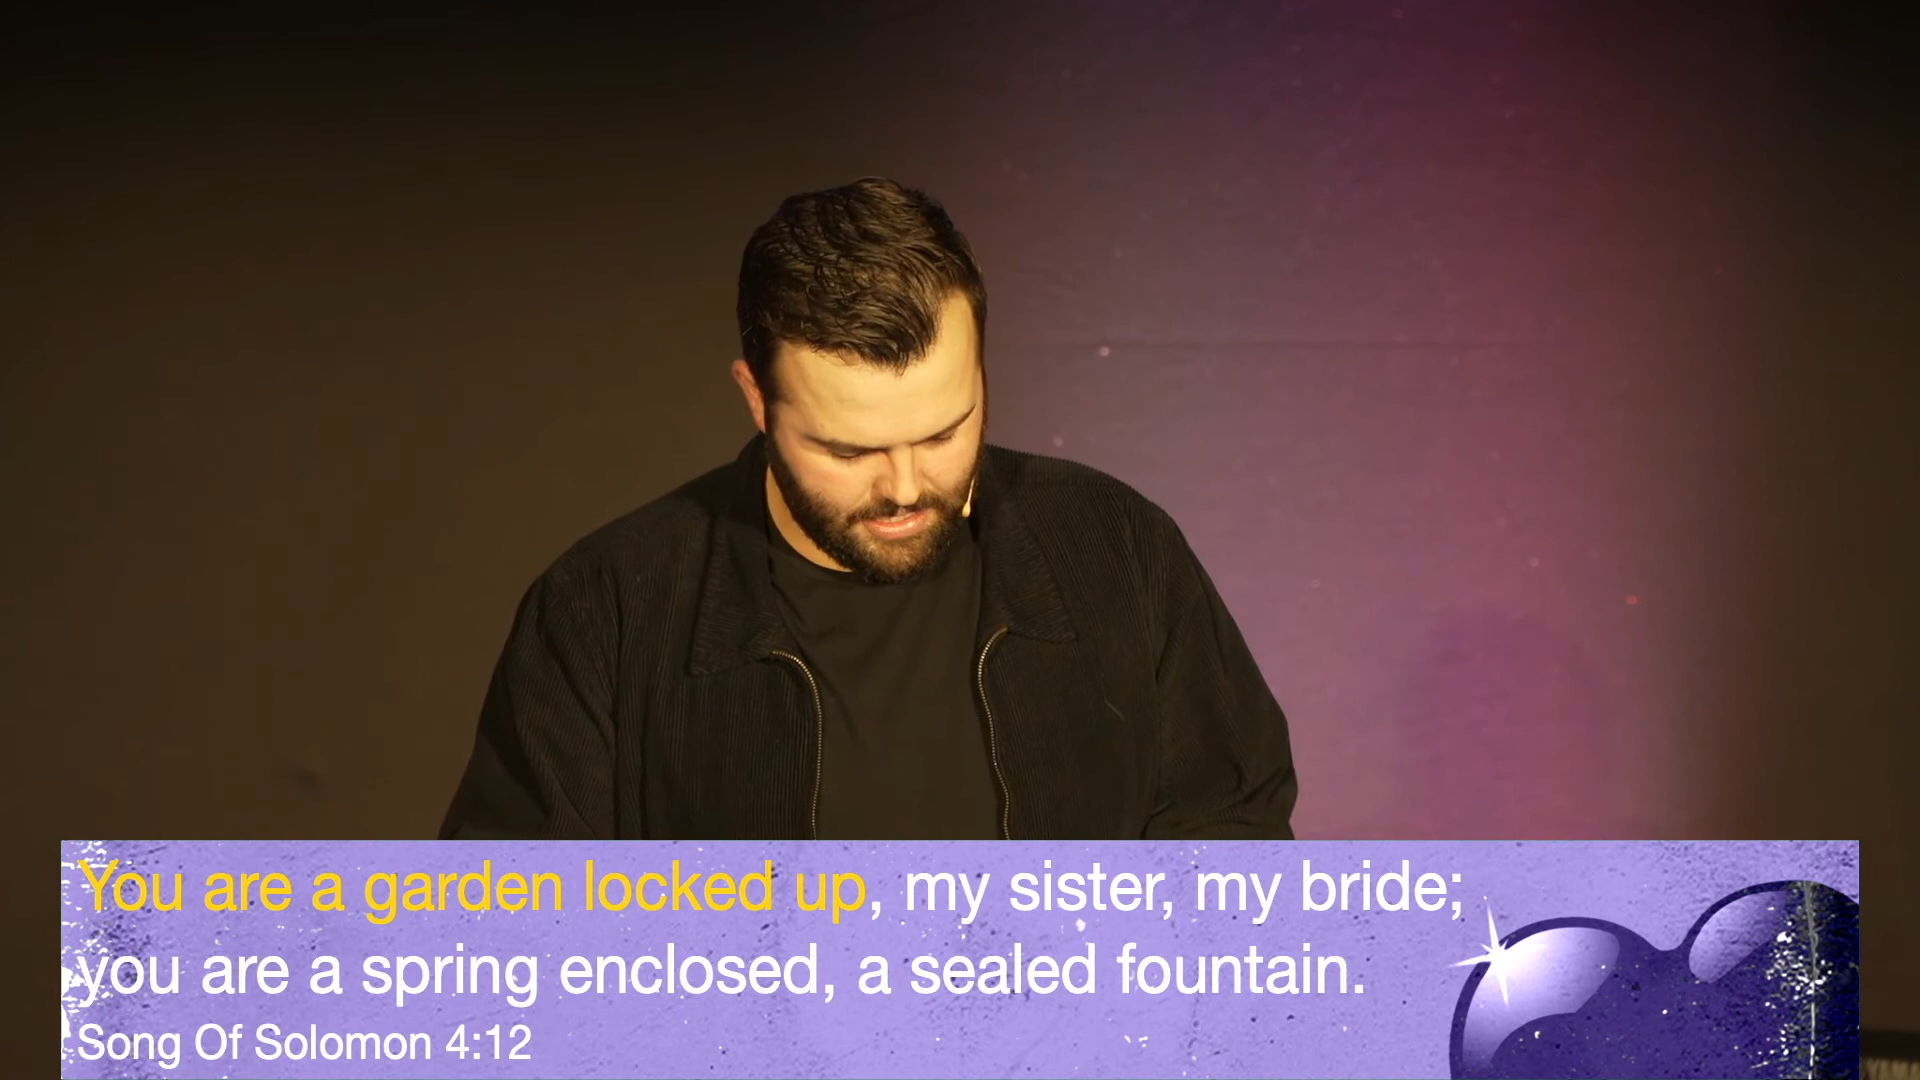 You are a garden locked up, my sister, my bride;
you are a spring enclosed, a sealed fountain.
Song Of Solomon 4:12